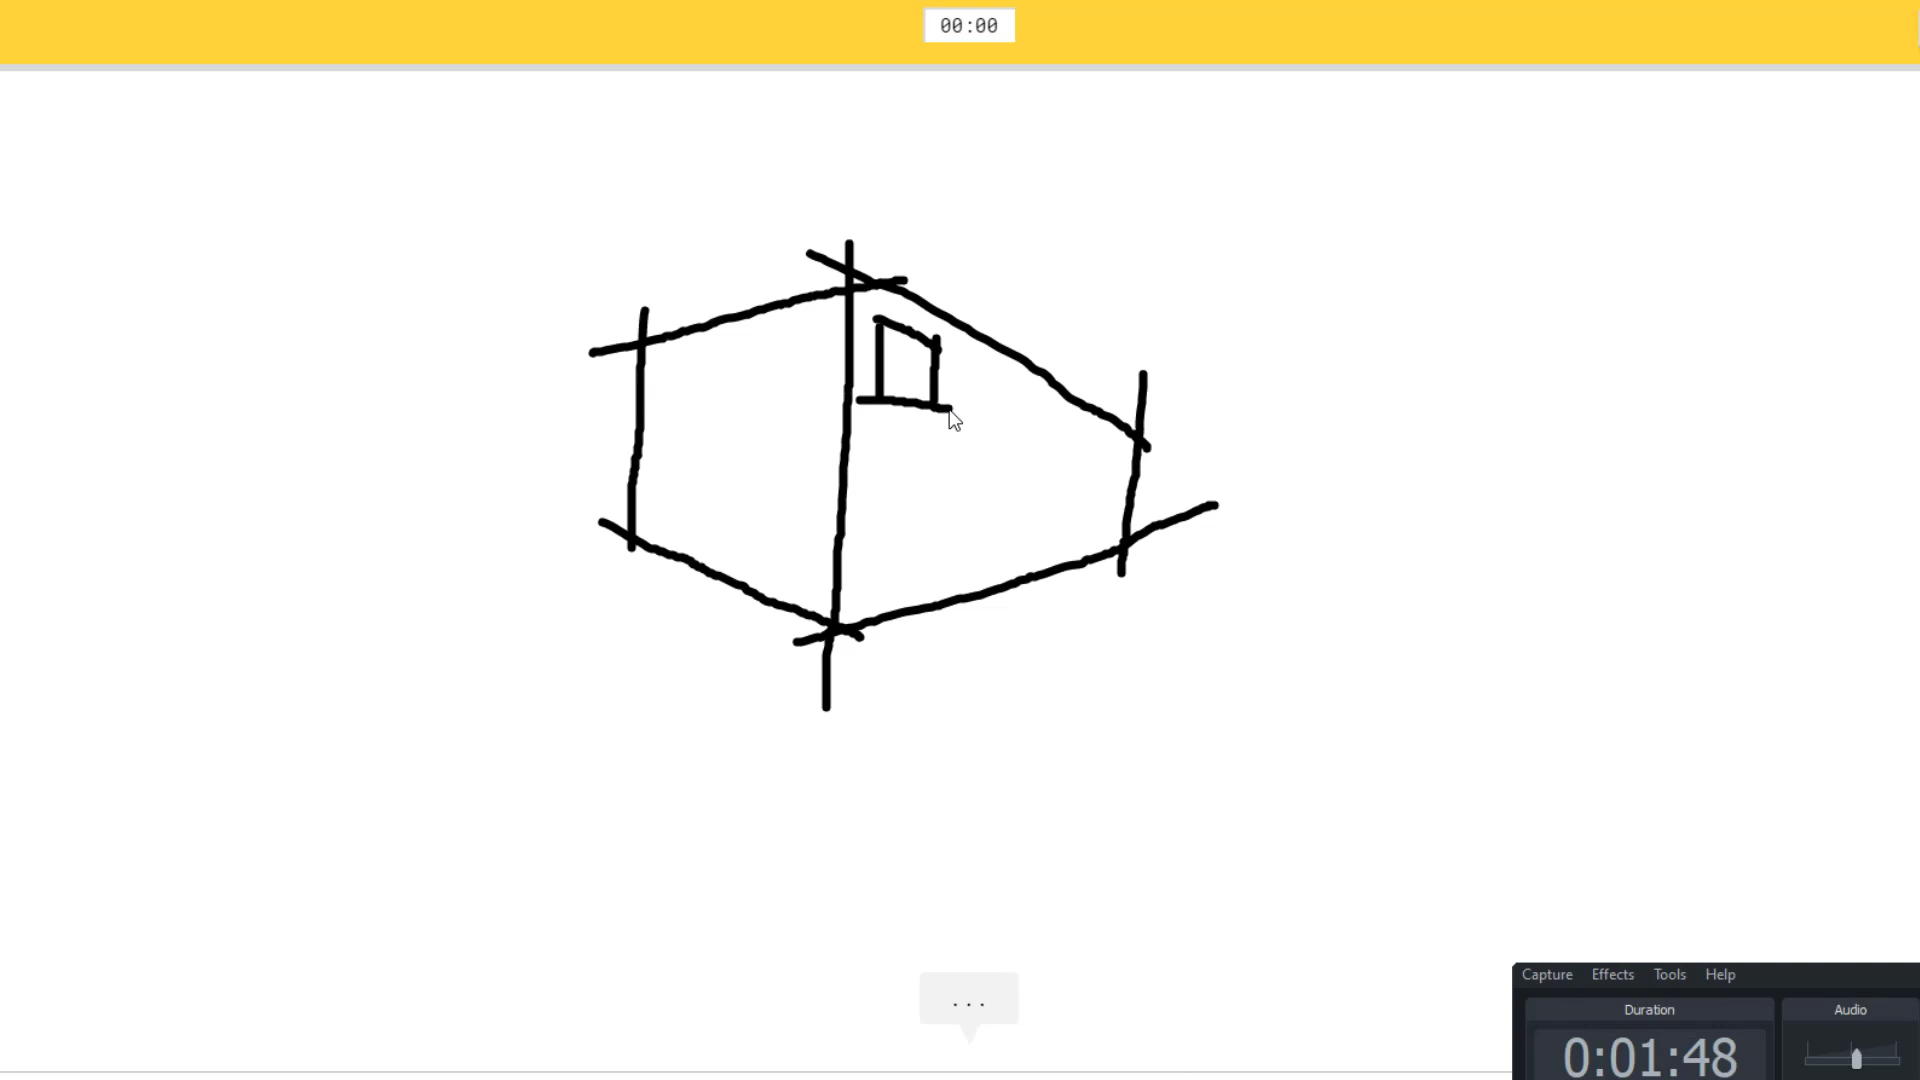 00:00
...
Capture Effects Tools Help
Duration Audio
0:01:48